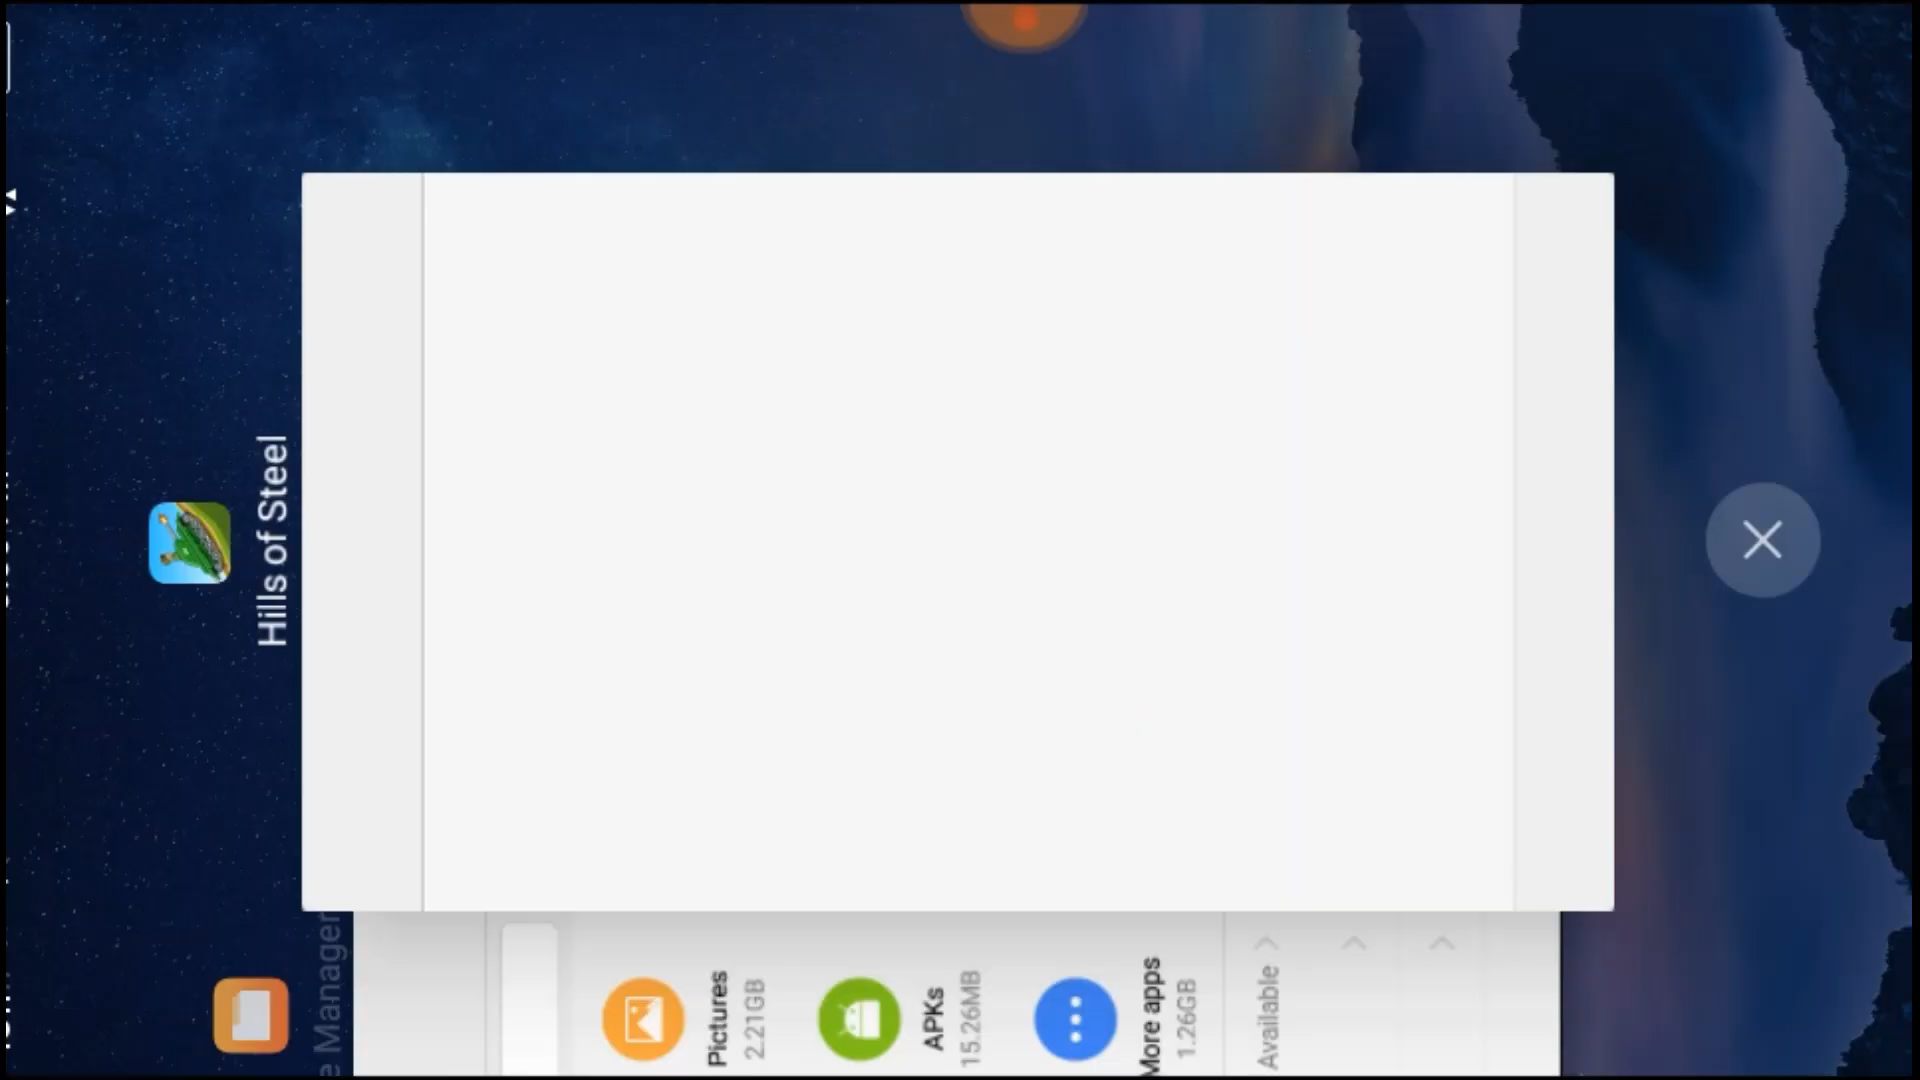 Hills of Steel
e Manager
Pictures
2.21GB
APKs
15.26MB
More apps
1.26GB
Available